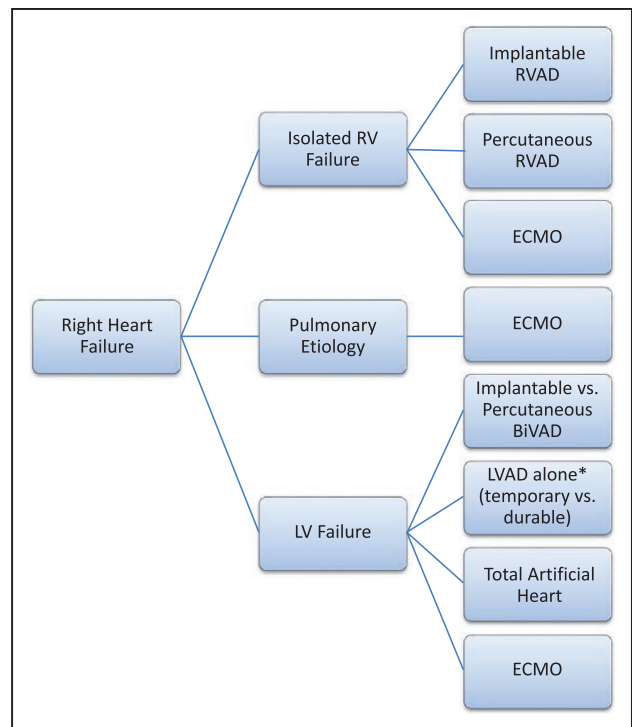 Right Heart
Failure
Isolated RV
Failure
Implantable
RVAD
Percutaneous
RVAD
ECMO
Pulmonary
Etiology
ECMO
LV Failure
Implantable vs.
Percutaneous
BiVAD
LVAD alone*
(temporary vs.
durable)
Total Artificial
Heart
ECMO